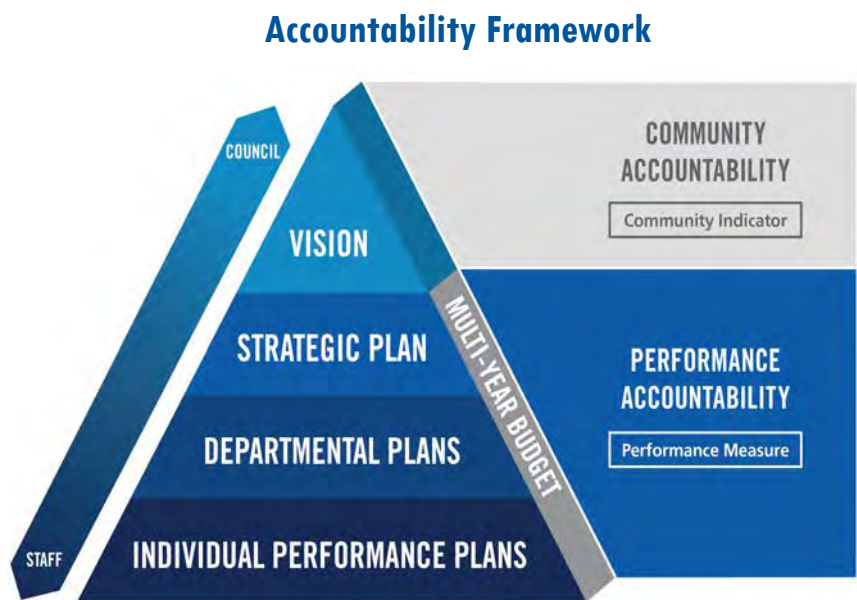 Accountability Framework
COUNCIL
STAFF
VISION
STRATEGIC PLAN
DEPARTMENTAL PLANS
INDIVIDUAL PERFORMANCE PLANS
MULTI-YEAR BUDGET
COMMUNITY
ACCOUNTABILITY
Community Indicator
PERFORMANCE
ACCOUNTABILITY
Performance Measure